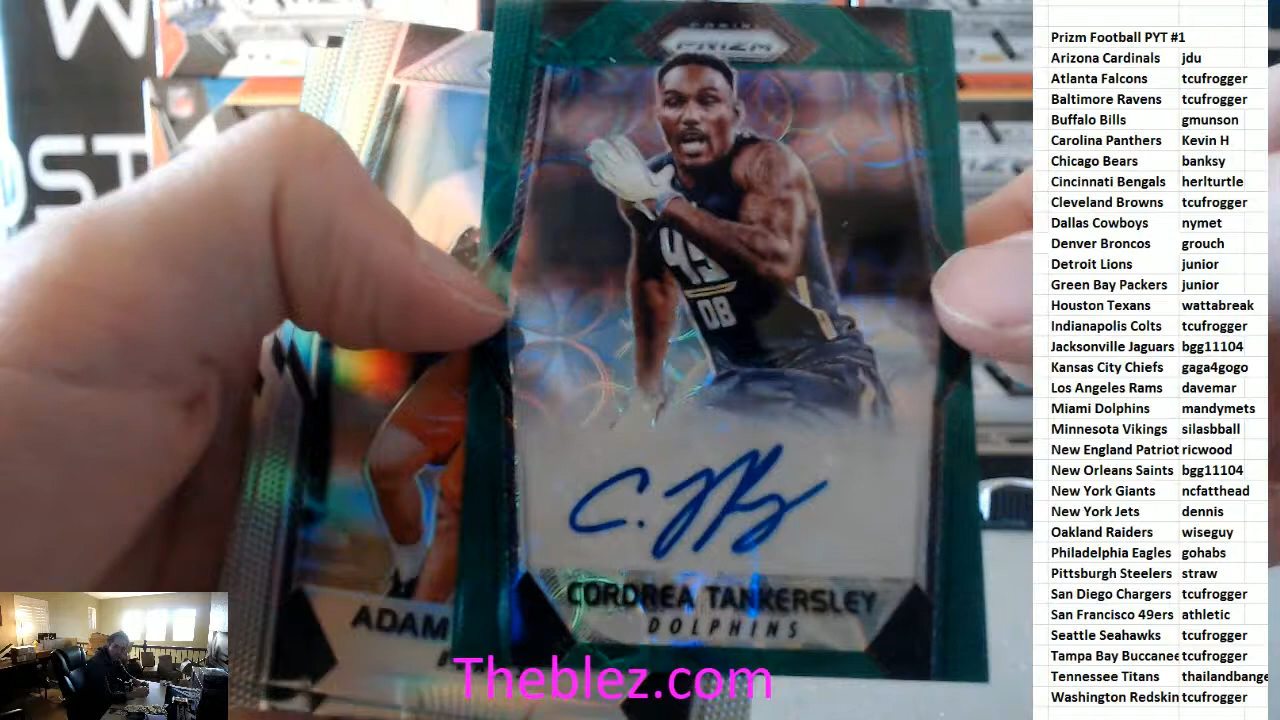 W
OST
PANINI
PRIZM
49
DB
C. T
CORDREA TANKERSLEY
DOLPHINS
ADAM
Theblez.com
Prizm Football PYT #1
Arizona Cardinals jdu
Atlanta Falcons tcufrogger
Baltimore Ravens tcufrogger
Buffalo Bills gmunson
Carolina Panthers Kevin H
Chicago Bears banksy
Cincinnati Bengals herlturtle
Cleveland Browns tcufrogger
Dallas Cowboys nymet
Denver Broncos grouch
Detroit Lions junior
Green Bay Packers junior
Houston Texans wattabreak
Indianapolis Colts tcufrogger
Jacksonville Jaguars bgg11104
Kansas City Chiefs gaga4gogo
Los Angeles Rams davemar
Miami Dolphins mandymets
Minnesota Vikings silasbball
New England Patriot ricwood
New Orleans Saints bgg11104
New York Giants ncfatthead
New York Jets dennis
Oakland Raiders wiseguy
Philadelphia Eagles gohabs
Pittsburgh Steelers straw
San Diego Chargers tcufrogger
San Francisco 49ers athletic
Seattle Seahawks tcufrogger
Tampa Bay Buccanee tcufrogger
Tennessee Titans thailandbange
Washington Redskin tcufrogger